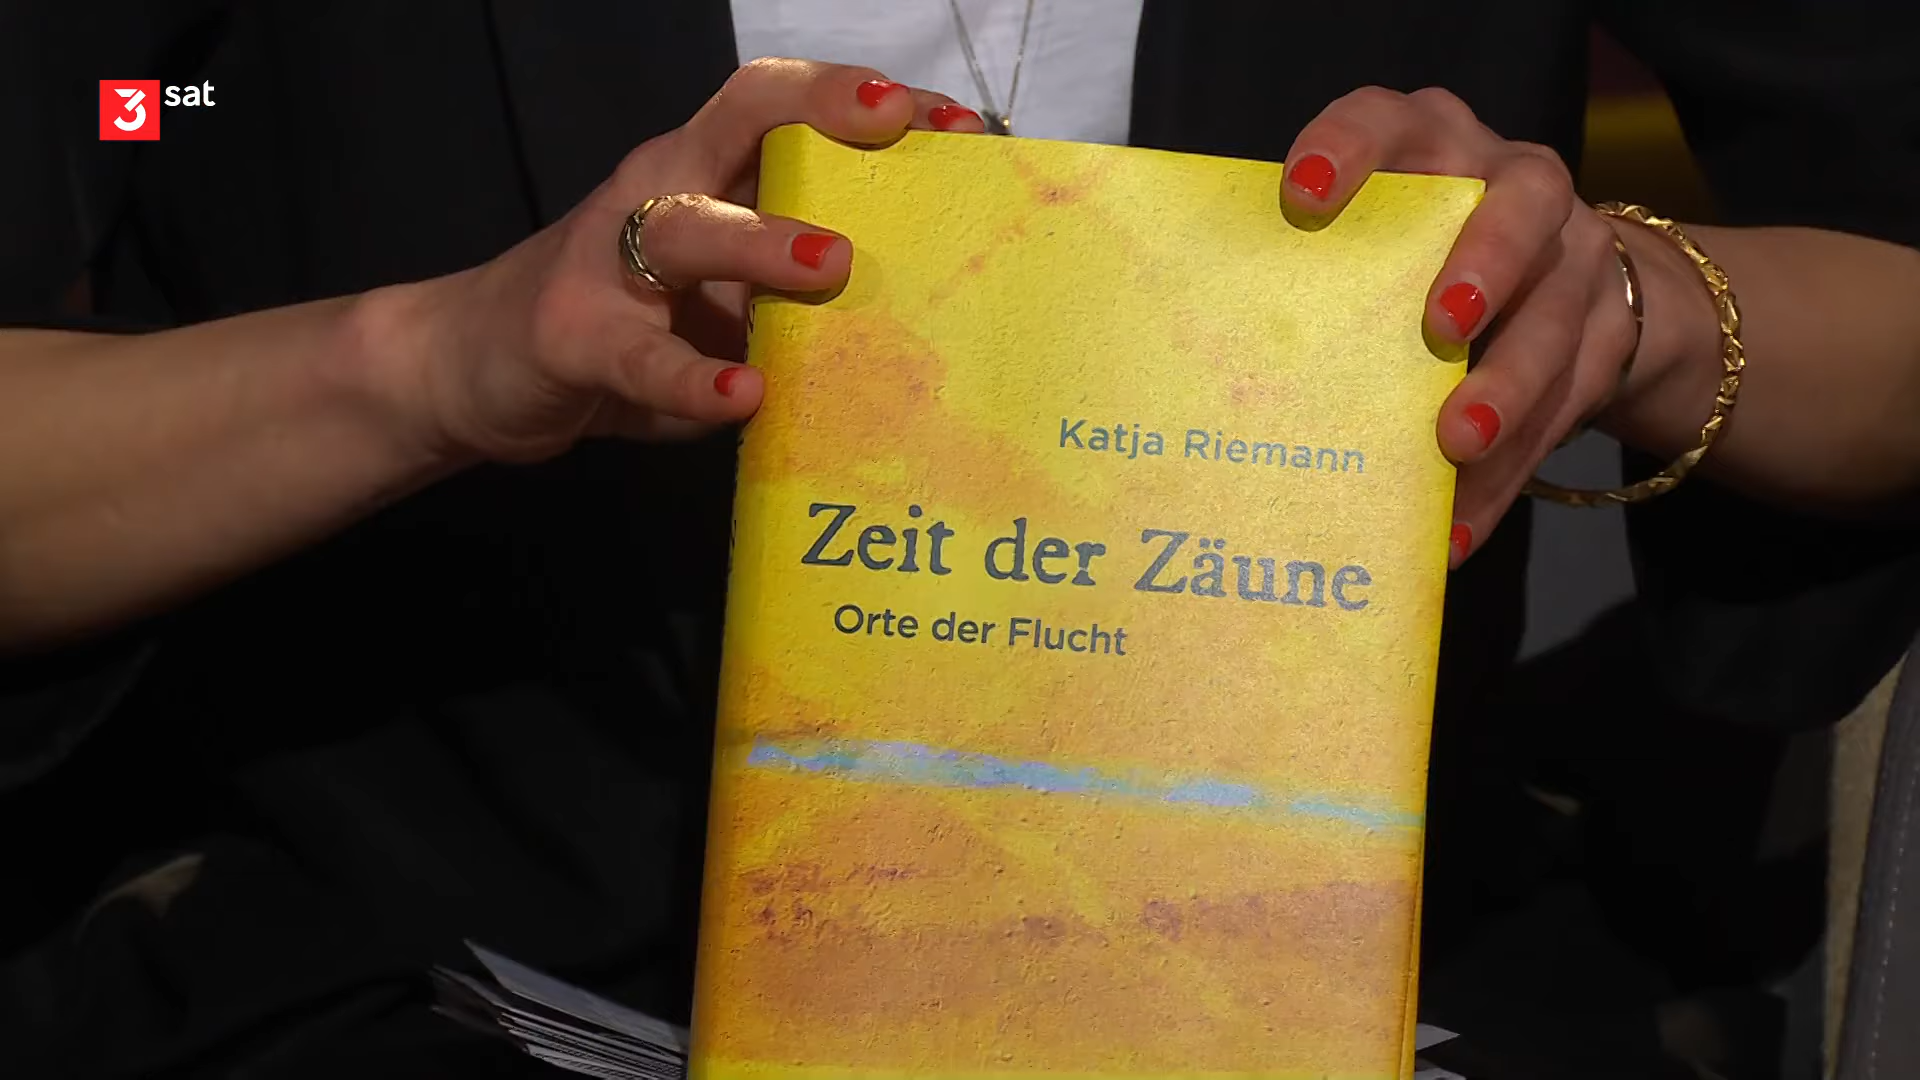 3sat
Katja Riemann
Zeit der Zäune
Orte der Flucht